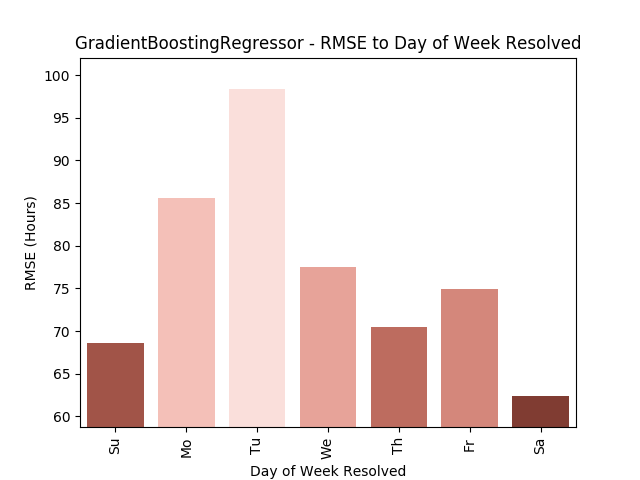 GradientBoostingRegressor - RMSE to Day of Week Resolved
100
95
90
85
80
75
70
65
60
RMSE (Hours)
Su Mo Tu We Th Fr Sa
Day of Week Resolved